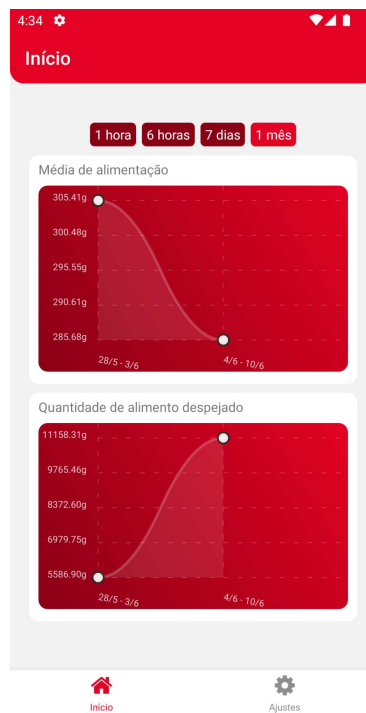 4:34
Início
1 hora 6 horas 7 dias 1 mês
Média de alimentação
305.41g
300.48g
295.55g
290.61g
285.68g
28/5 - 3/6 4/6 - 10/6
Quantidade de alimento despejado
11158.31g
9765.46g
8372.60g
6979.75g
5586.90g
28/5 - 3/6 4/6 - 10/6
Início Ajustes